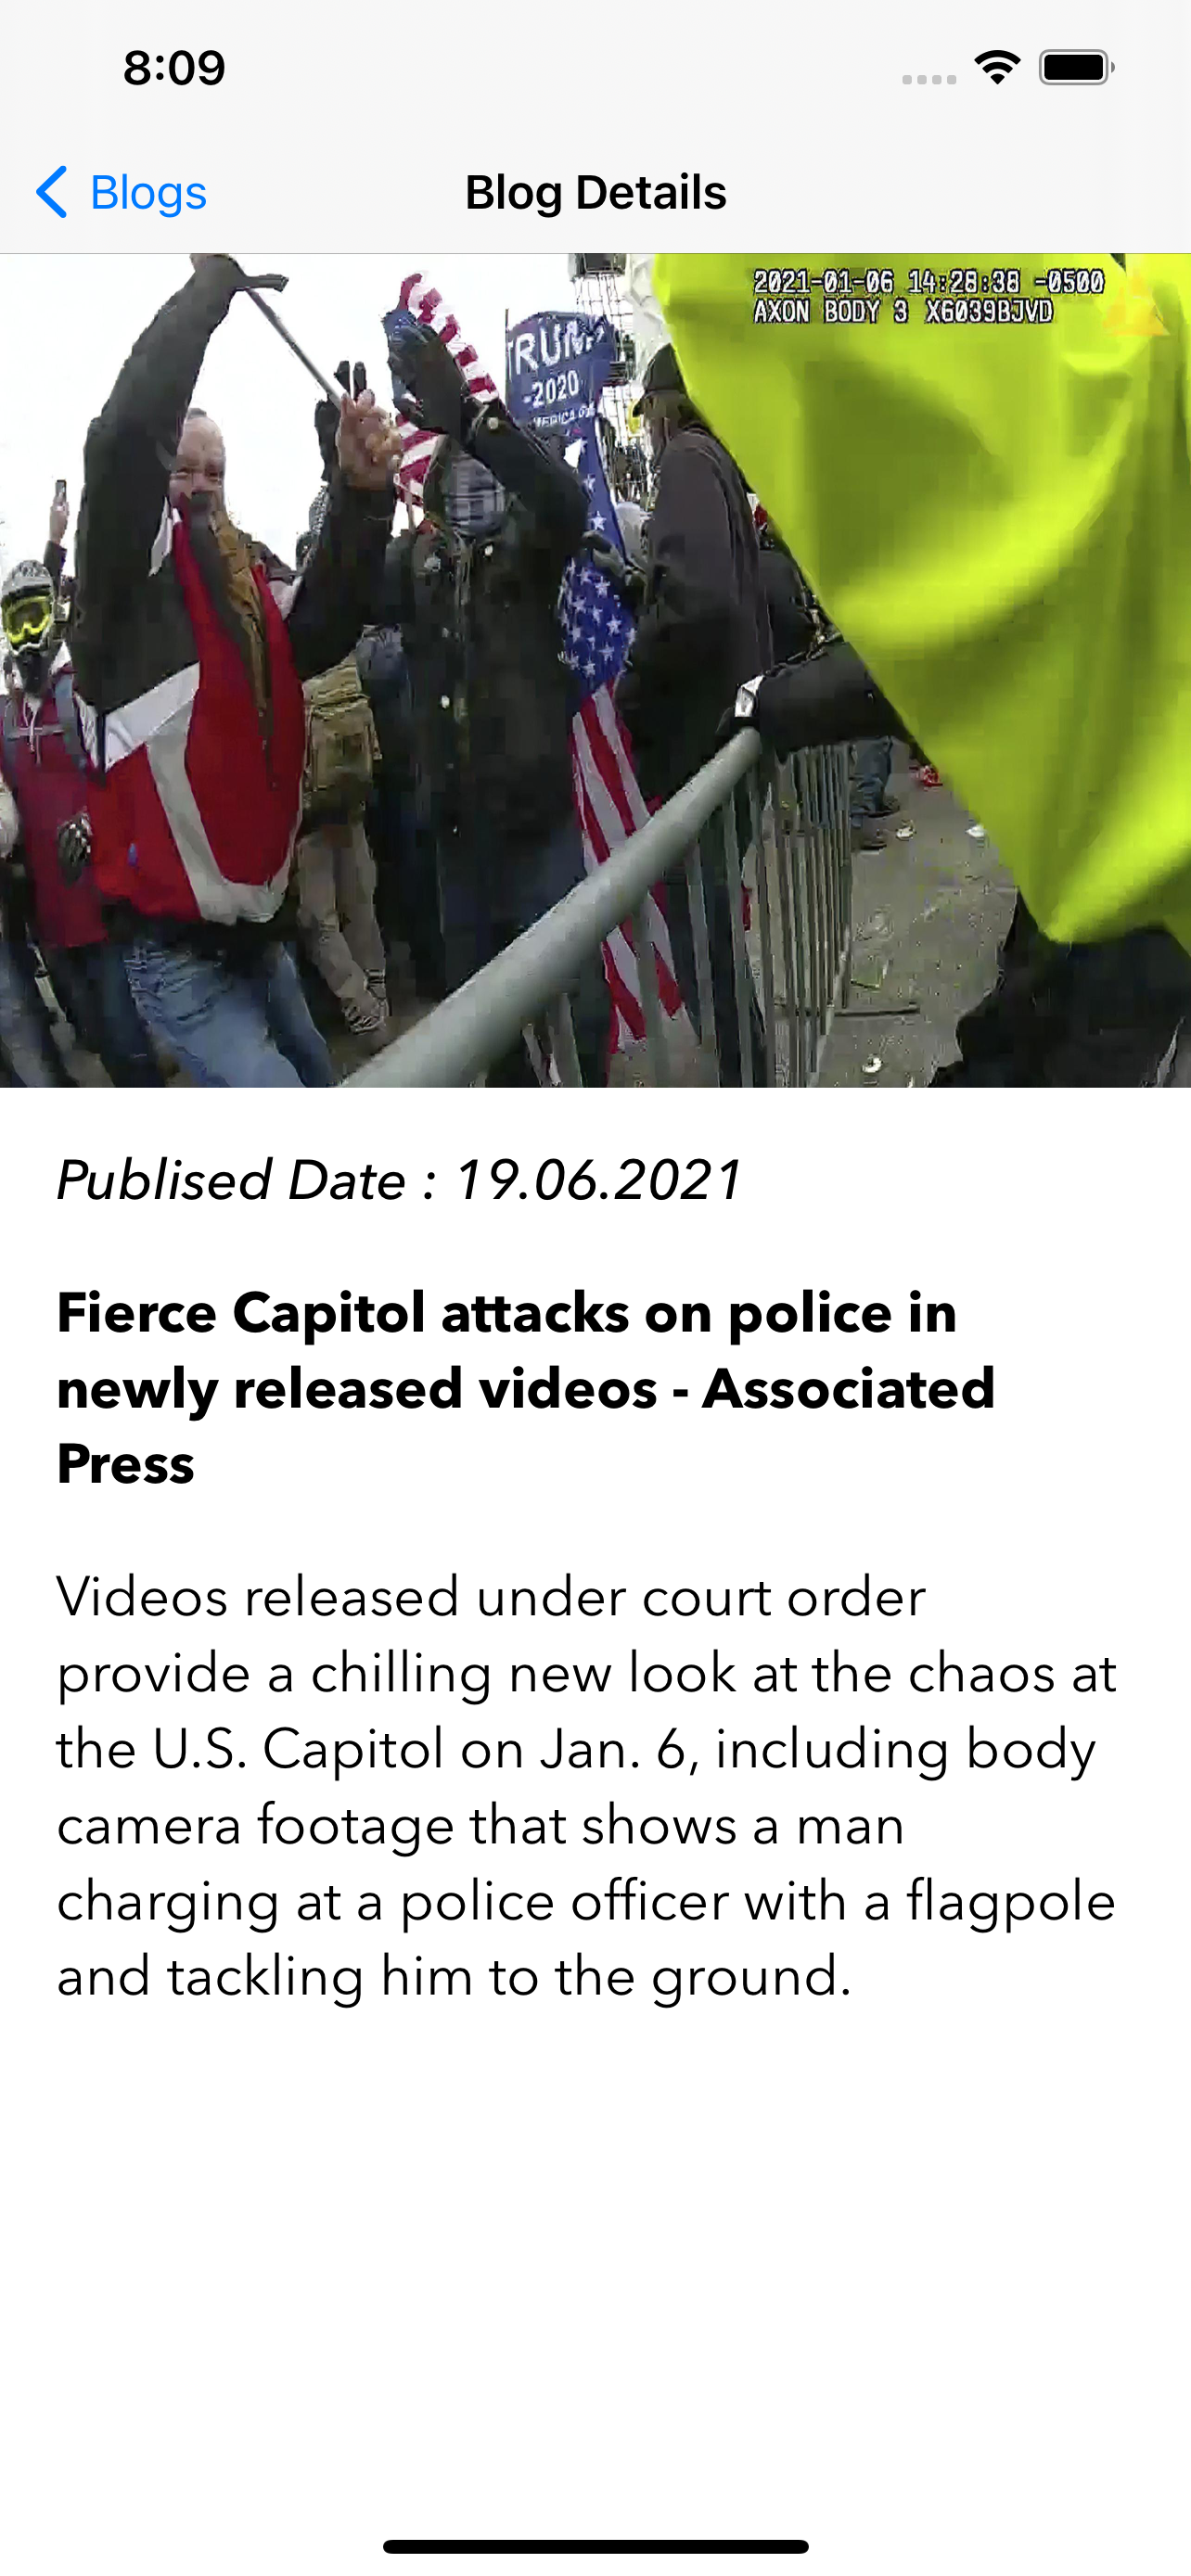 8:09
Blogs
Blog Details
2021-01-06 14:28:38 -0500
AXON BODY 3 X6039BJVD
TRUMP
-2020
Publised Date : 19.06.2021
Fierce Capitol attacks on police in
newly released videos - Associated
Press
Videos released under court order
provide a chilling new look at the chaos at
the U.S. Capitol on Jan. 6, including body
camera footage that shows a man
charging at a police officer with a flagpole
and tackling him to the ground.